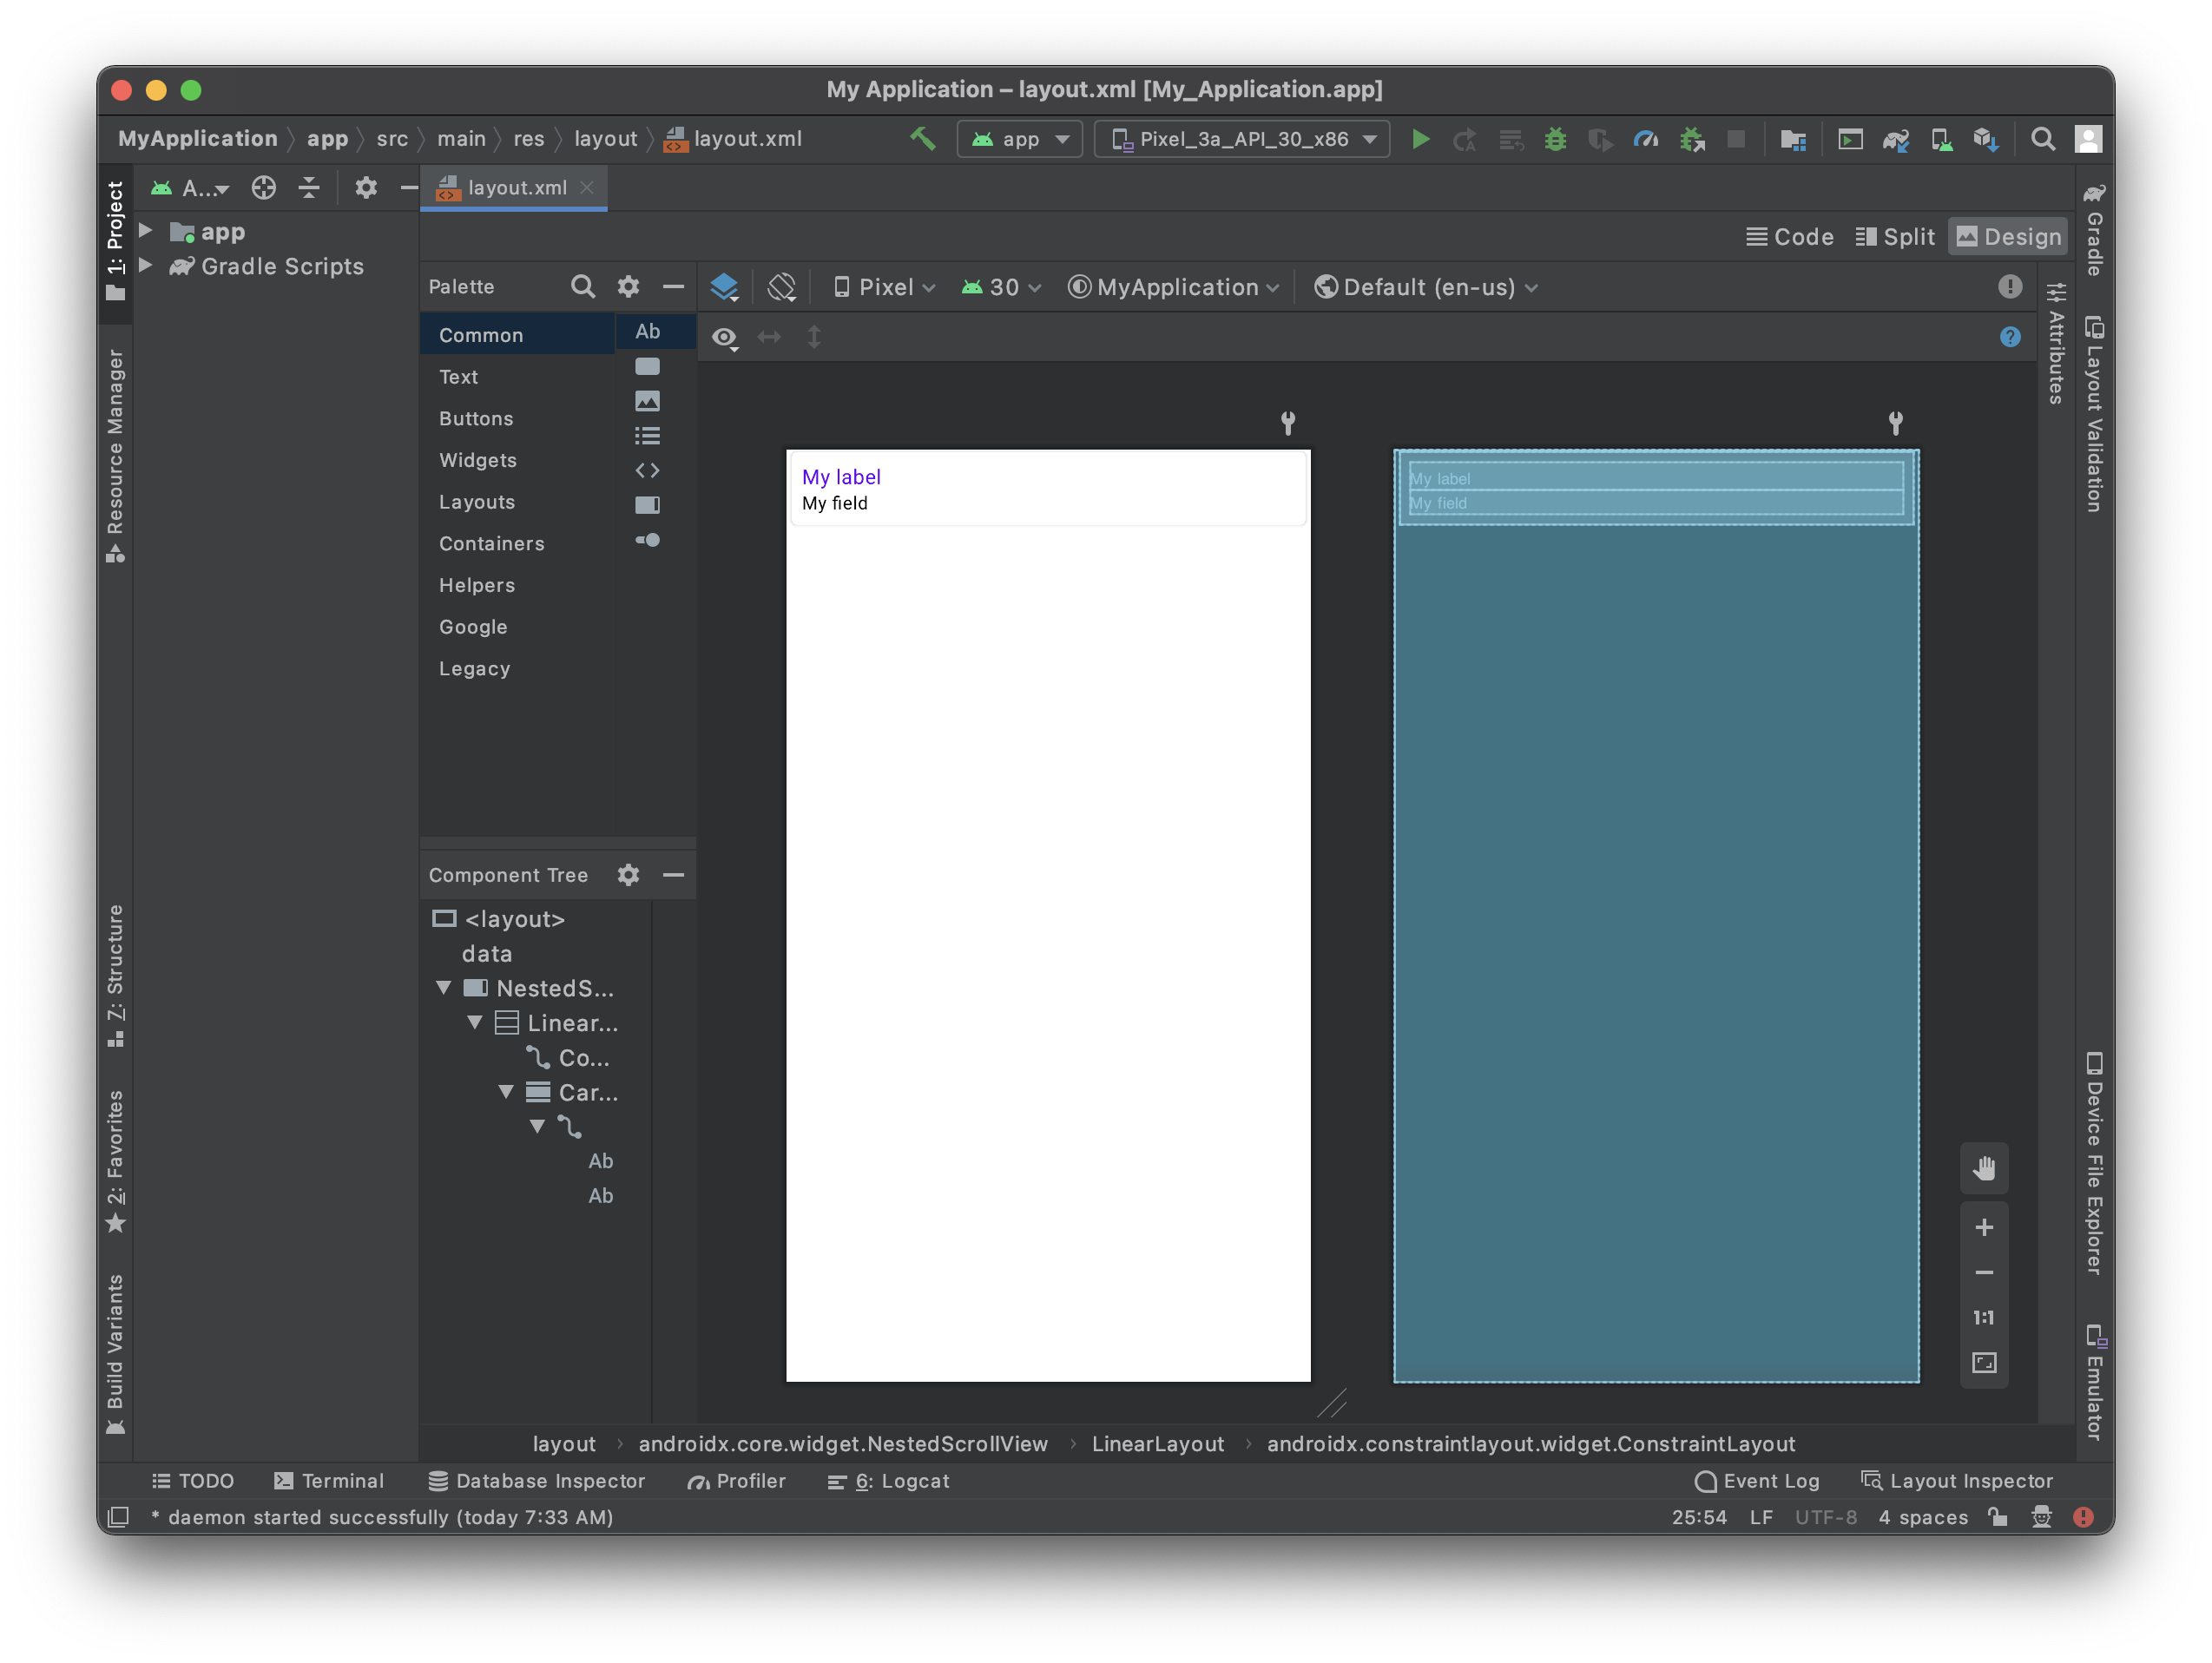 My Application – layout.xml [My_Application.app]
MyApplication app src main res layout layout.xml
app
Pixel_3a_API_30_x86
A...
layout.xml
1: Project
Resource Manager
7: Structure
2: Favorites
Build Variants
app
Gradle Scripts
Code
Split
Design
Palette
Pixel
30
MyApplication
Default (en-us)
Common
Text
Buttons
Widgets
Layouts
Containers
Helpers
Google
Legacy
Ab
My label
My field
My label
My field
Component Tree
<layout>
data
NestedS...
Linear...
Co...
Car...
Ab
Ab
1:1
Gradle
Attributes
Layout Validation
Device File Explorer
Emulator
layout androidx.core.widget.NestedScrollView LinearLayout androidx.constraintlayout.widget.ConstraintLayout
TODO Terminal Database Inspector Profiler 6: Logcat Event Log Layout Inspector
* daemon started successfully (today 7:33 AM) 25:54 LF UTF-8 4 spaces